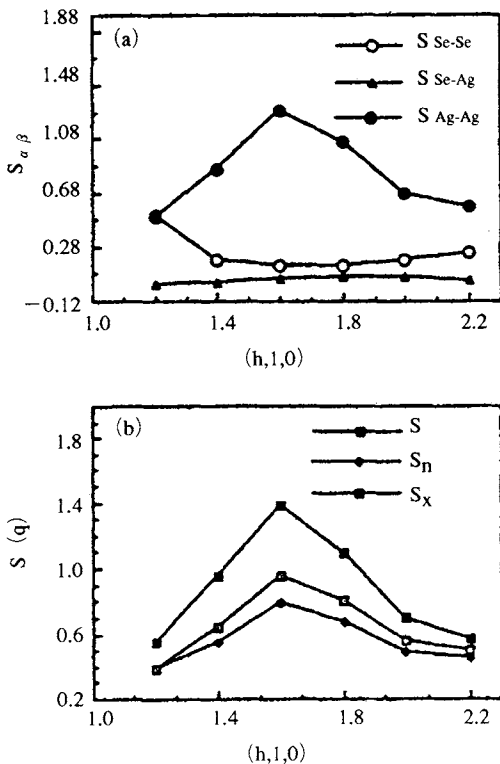 1.88
(a)
S Se-Se
1.48
S Se-Ag
1.08
S Ag-Ag
S α β
0.68
0.28
−0.12
1.0 1.4 1.8 2.2
(h,1,0)
(b)
1.8
S
Sn
1.4
Sx
S (q)
1.0
0.6
0.2
1.0 1.4 1.8 2.2
(h,1,0)